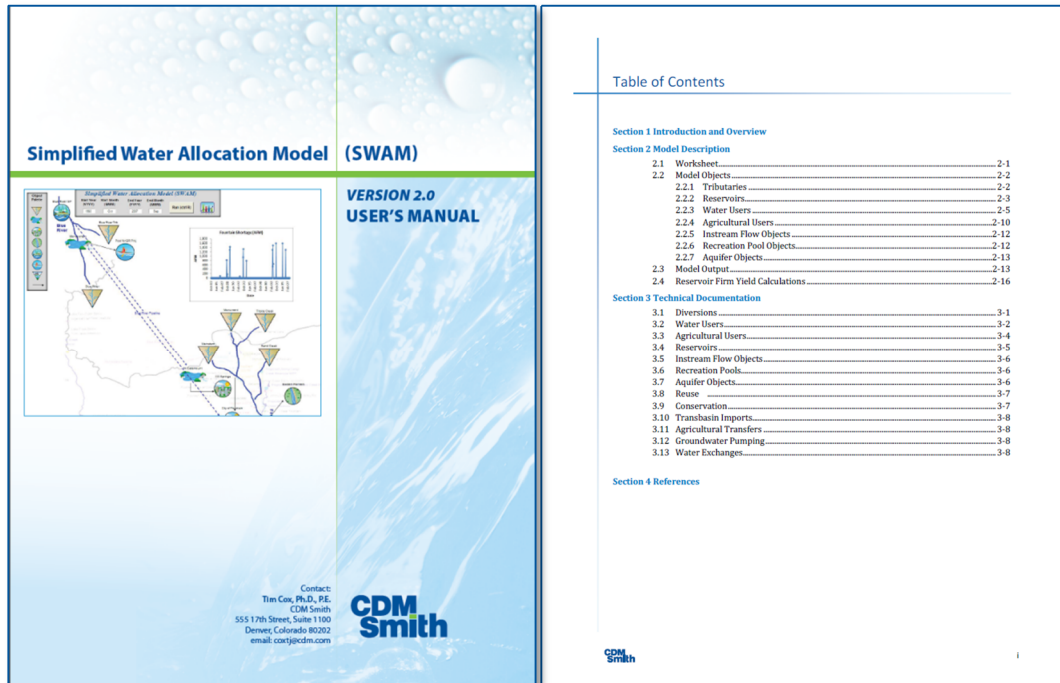 Simplified Water Allocation Model (SWAM)
VERSION 2.0
USER'S MANUAL
Simplified Water Allocation Model (SWAM)
Contact:
Tim Cox, Ph.D., P.E.
CDM Smith
555 17th Street, Suite 1100
Denver, Colorado 80202
email: coxtj@cdm.com
CDM
Smith
Table of Contents
Section 1 Introduction and Overview
Section 2 Model Description
2.1 Worksheet 2-1
2.2 Model Objects 2-2
2.2.1 Tributaries 2-2
2.2.2 Reservoirs 2-3
2.2.3 Water Users 2-5
2.2.4 Agricultural Users 2-10
2.2.5 Instream Flow Objects 2-12
2.2.6 Recreation Pool Objects 2-12
2.2.7 Aquifer Objects 2-13
2.3 Model Output 2-13
2.4 Reservoir Firm Yield Calculations 2-16
Section 3 Technical Documentation
3.1 Diversions 3-1
3.2 Water Users 3-2
3.3 Agricultural Users 3-4
3.4 Reservoirs 3-5
3.5 Instream Flow Objects 3-6
3.6 Recreation Pools 3-6
3.7 Aquifer Objects 3-6
3.8 Reuse 3-7
3.9 Conservation 3-7
3.10 Transbasin Imports 3-8
3.11 Agricultural Transfers 3-8
3.12 Groundwater Pumping 3-8
3.13 Water Exchanges 3-8
Section 4 References
CDM
Smith
i